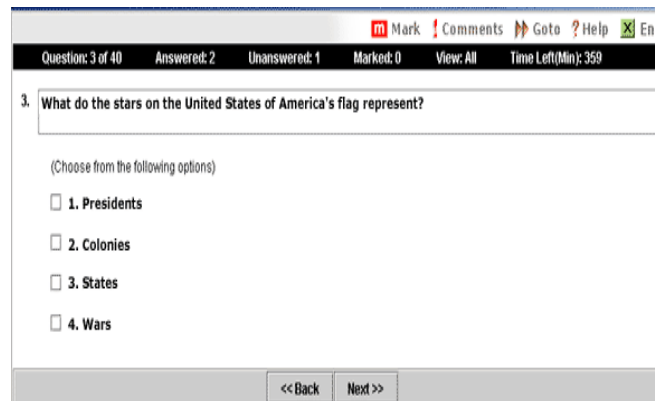 m Mark ! Comments Goto ? Help X En
Question: 3 of 40 Answered: 2 Unanswered: 1 Marked: 0 View: All Time Left(Min): 359
3. What do the stars on the United States of America's flag represent?
(Choose from the following options)
1. Presidents
2. Colonies
3. States
4. Wars
<< Back Next >>